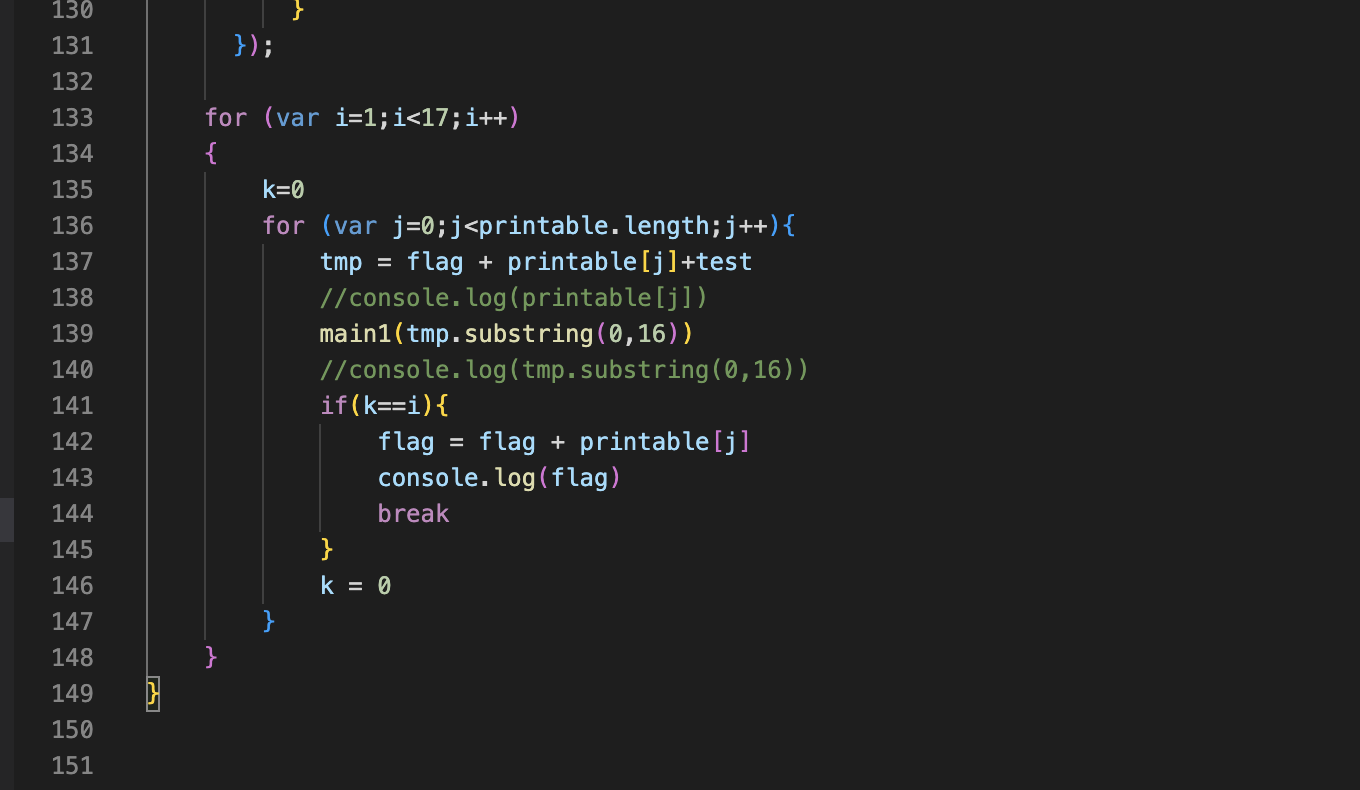 130 }
131 });
132
133 for (var i=1;i<17;i++)
134 {
135 k=0
136 for (var j=0;j<printable.length;j++){
137 tmp = flag + printable[j]+test
138 //console.log(printable[j])
139 main1(tmp.substring(0,16))
140 //console.log(tmp.substring(0,16))
141 if(k==i){
142 flag = flag + printable[j]
143 console.log(flag)
144 break
145 }
146 k = 0
147 }
148 }
149 }
150
151